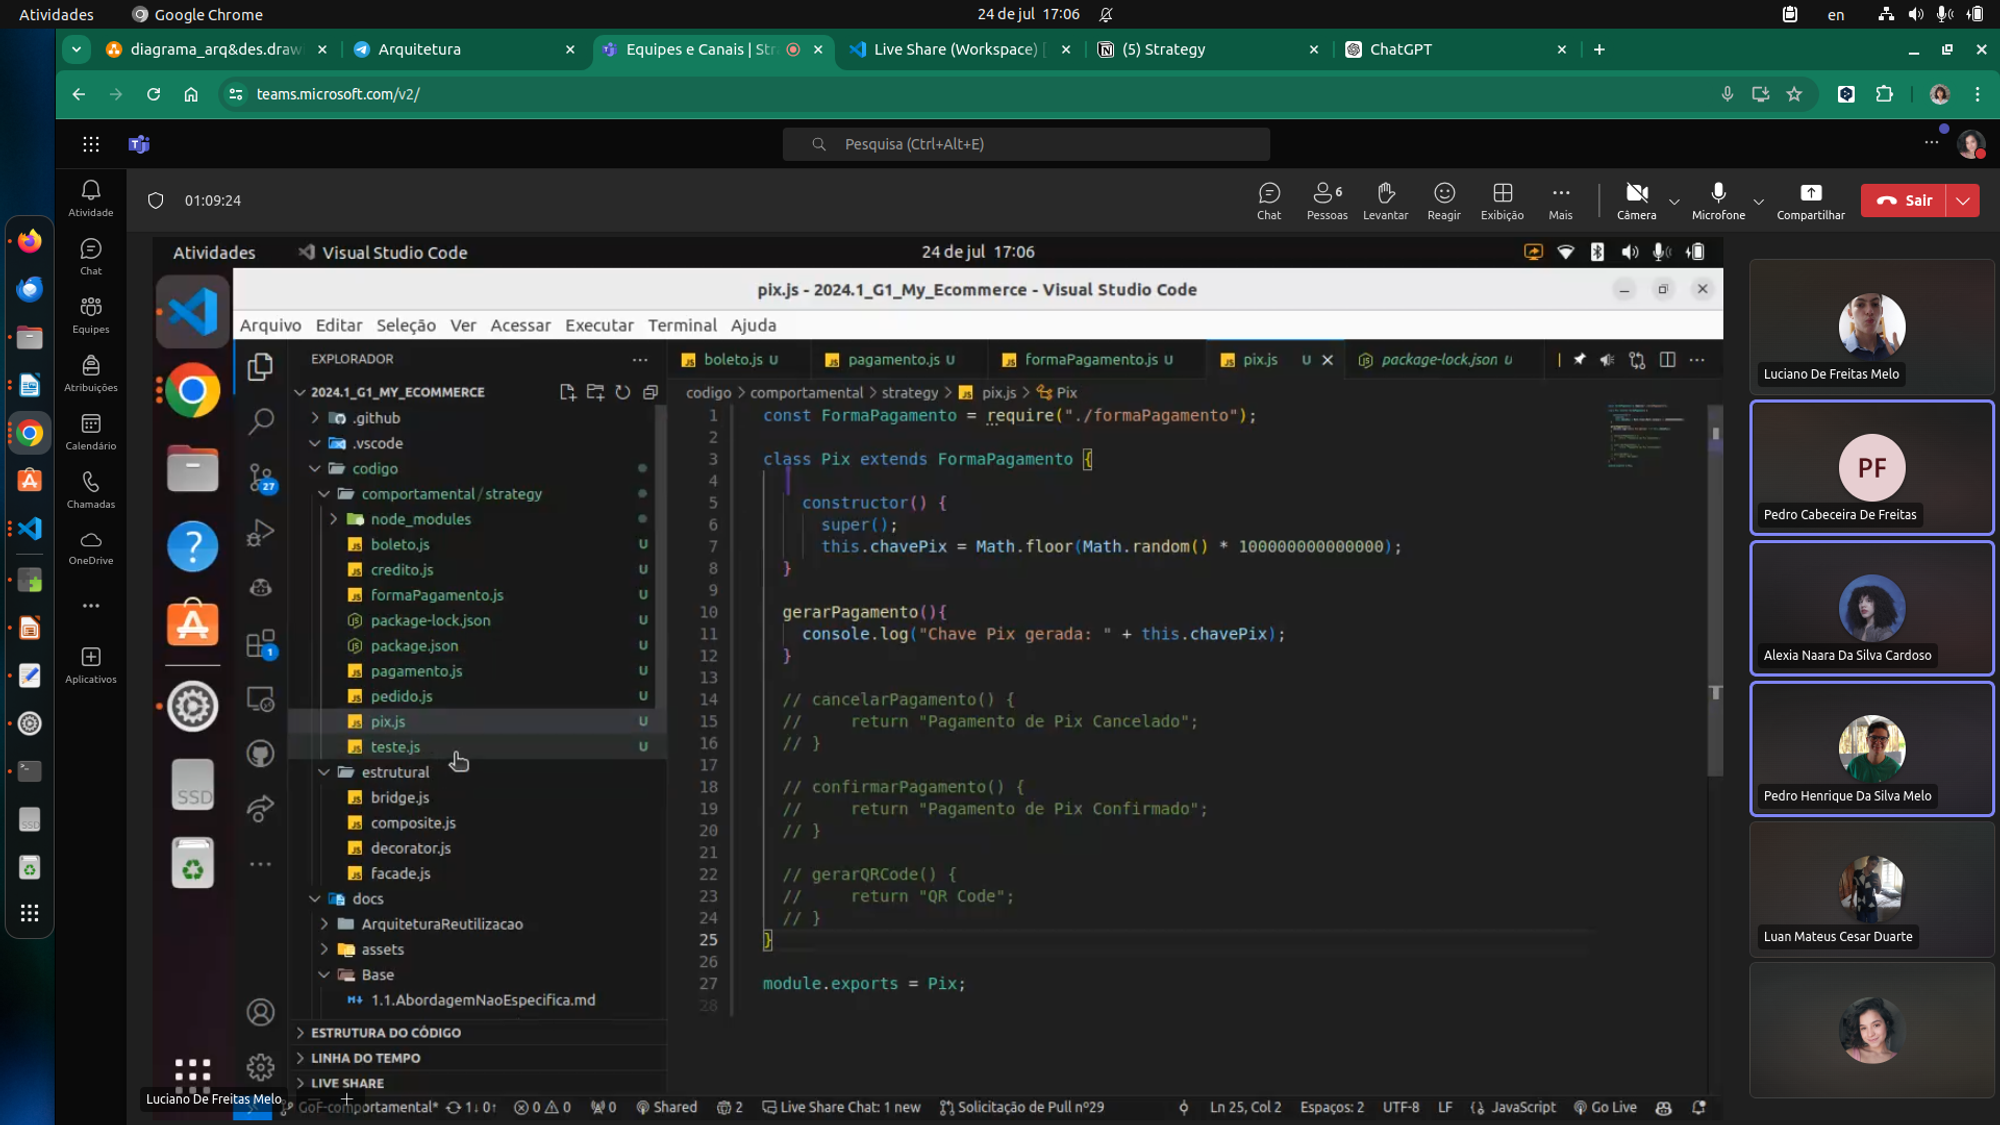 Atividades
Google Chrome
24 de jul 17:06
en
diagrama_arq&des.draw
Arquitetura
Equipes e Canais | Str
Live Share (Workspace) [
(5) Strategy
ChatGPT
teams.microsoft.com/v2/
Pesquisa (Ctrl+Alt+E)
01:09:24
Chat
6
Pessoas
Levantar
Reagir
Exibição
Mais
Câmera
Microfone
Compartilhar
Sair
Atividade
Chat
Equipes
Atribuições
Calendário
Chamadas
OneDrive
Aplicativos
Atividades
Visual Studio Code
24 de jul 17:06
pix.js - 2024.1_G1_My_Ecommerce - Visual Studio Code
Arquivo Editar Seleção Ver Acessar Executar Terminal Ajuda
EXPLORADOR
boleto.js U
pagamento.js U
formaPagamento.js U
pix.js U
package-lock.json U
2024.1_G1_MY_ECOMMERCE
codigo > comportamental > strategy > pix.js > Pix
.github
.vscode
codigo
comportamental / strategy
node_modules
boleto.js U
credito.js U
formaPagamento.js U
package-lock.json U
package.json U
pagamento.js U
pedido.js U
pix.js U
teste.js U
estrutural
bridge.js
composite.js
decorator.js
facade.js
docs
ArquiteturaReutilizacao
assets
Base
1.1.AbordagemNaoEspecifica.md
ESTRUTURA DO CÓDIGO
LINHA DO TEMPO
LIVE SHARE
27
1
SSD
SSD
1 const FormaPagamento = require("./formaPagamento");
2
3 class Pix extends FormaPagamento {
4
5 constructor() {
6 super();
7 this.chavePix = Math.floor(Math.random() * 100000000000000);
8 }
9
10 gerarPagamento(){
11 console.log("Chave Pix gerada: " + this.chavePix);
12 }
13
14 // cancelarPagamento() {
15 // return "Pagamento de Pix Cancelado";
16 // }
17
18 // confirmarPagamento() {
19 // return "Pagamento de Pix Confirmado";
20 // }
21
22 // gerarQRCode() {
23 // return "QR Code";
24 // }
25 }
26
27 module.exports = Pix;
28
Luciano De Freitas Melo
GoF-comportamental*
1↓ 0↑
0 0
0
Shared
2
Live Share Chat: 1 new
Solicitação de Pull nº29
Ln 25, Col 2
Espaços: 2
UTF-8
LF
JavaScript
Go Live
Luciano De Freitas Melo
PF
Pedro Cabeceira De Freitas
Alexia Naara Da Silva Cardoso
Pedro Henrique Da Silva Melo
Luan Mateus Cesar Duarte